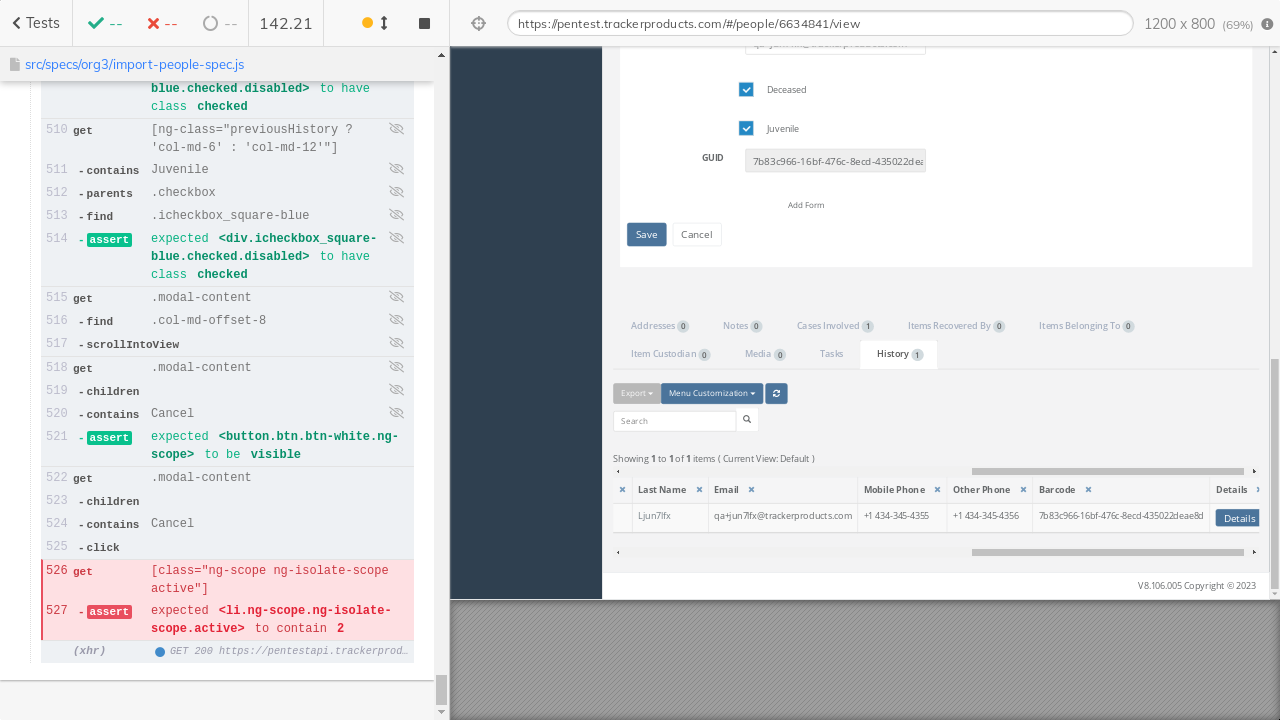 Tests
--
--
--
142.21
https://pentest.trackerproducts.com/#/people/6634841/view
1200 x 800 (69%)
src/specs/org3/import-people-spec.js
blue.checked.disabled> to have
class checked
510 get [ng-class="previousHistory ?
'col-md-6' : 'col-md-12'"]
511 - contains Juvenile
512 - parents .checkbox
513 - find .icheckbox_square-blue
514 - assert expected <div.icheckbox_square-
blue.checked.disabled> to have
class checked
515 get .modal-content
516 - find .col-md-offset-8
517 - scrollIntoView
518 get .modal-content
519 - children
520 - contains Cancel
521 - assert expected <button.btn.btn-white.ng-
scope> to be visible
522 get .modal-content
523 - children
524 - contains Cancel
525 - click
526 get [class="ng-scope ng-isolate-scope
active"]
527 - assert expected <li.ng-scope.ng-isolate-
scope.active> to contain 2
(xhr) GET 200 https://pentestapi.trackerprod…
Deceased
Juvenile
GUID 7b83c966-16bf-476c-8ecd-435022dea
Add Form
Save Cancel
Addresses 0 Notes 0 Cases Involved 1 Items Recovered By 0 Items Belonging To 0
Item Custodian 0 Media 0 Tasks History 1
Export Menu Customization
Search
Showing 1 to 1 of 1 items ( Current View: Default )
Last Name Email Mobile Phone Other Phone Barcode Details
Ljun7lfx qa+jun7lfx@trackerproducts.com +1 434-345-4355 +1 434-345-4356 7b83c966-16bf-476c-8ecd-435022deae8d Details
V8.106.005 Copyright © 2023